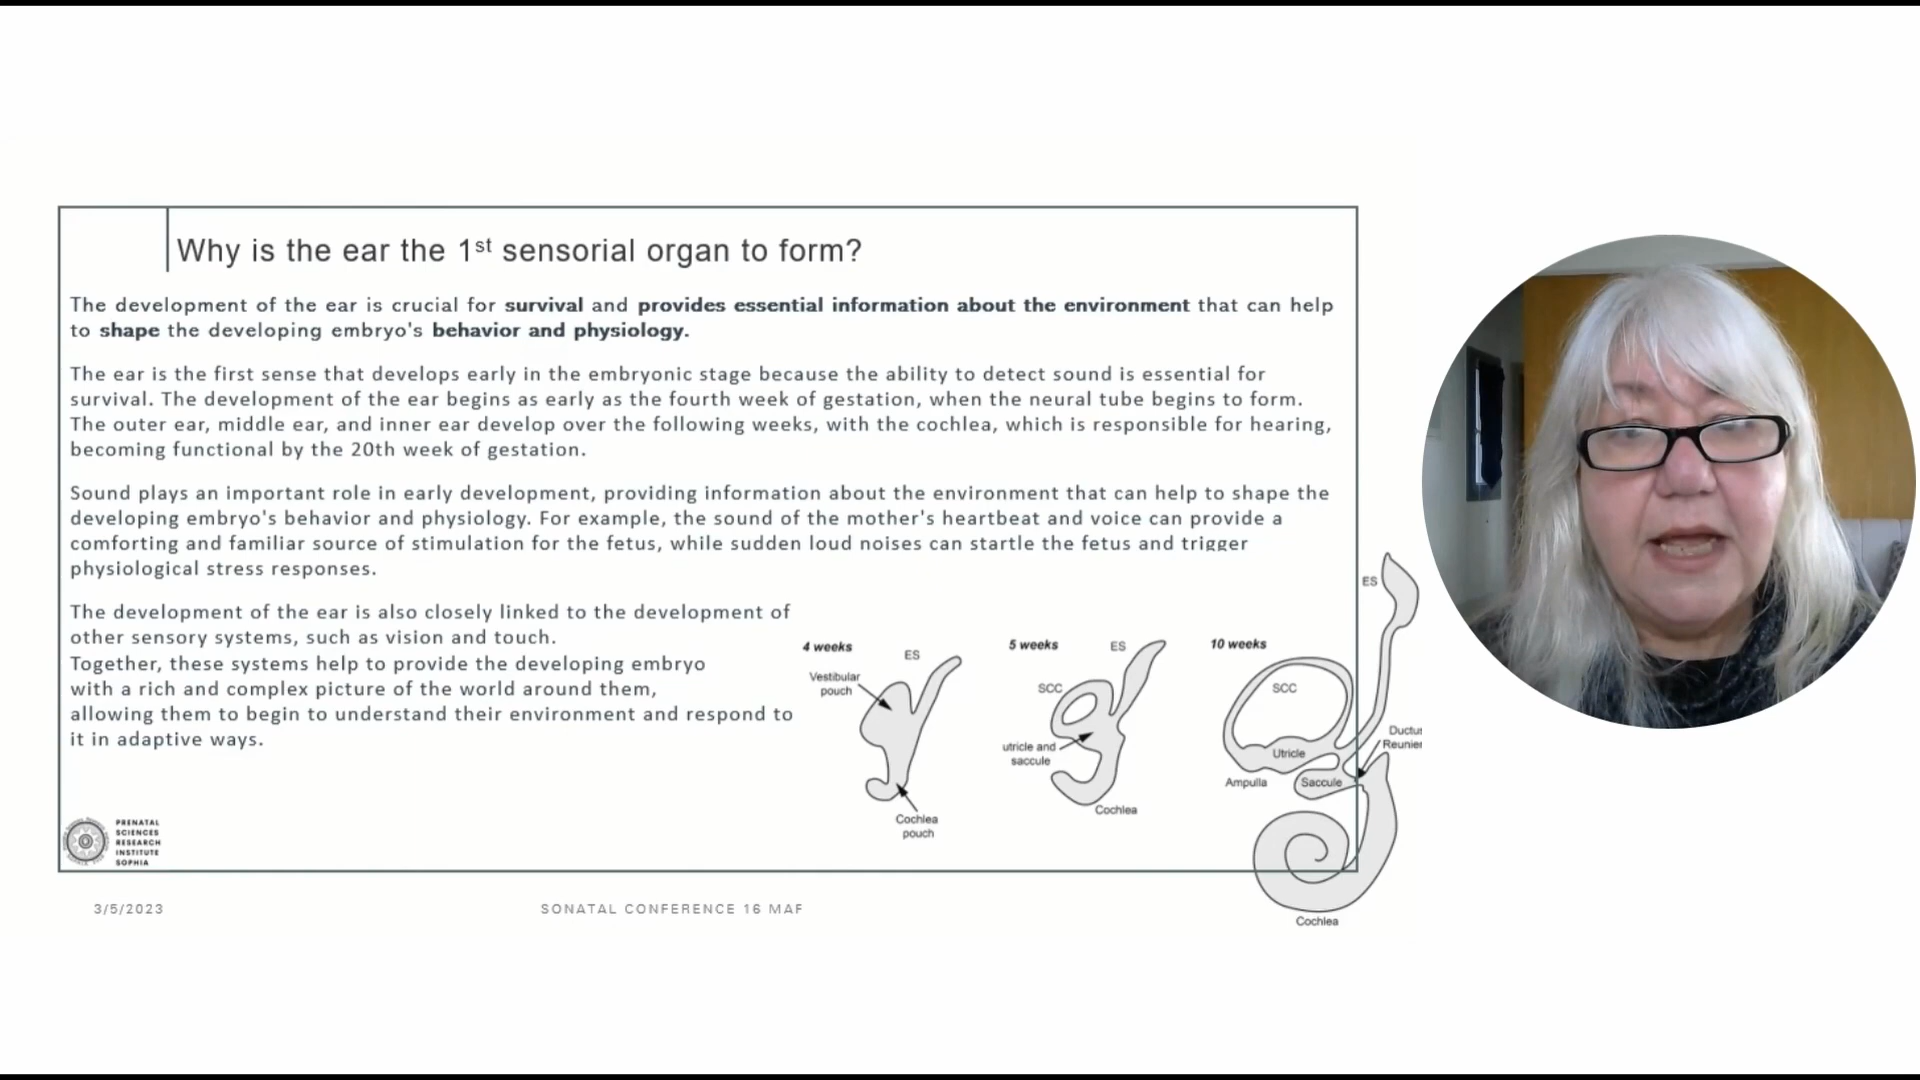 Why is the ear the 1st sensorial organ to form?
The development of the ear is crucial for survival and provides essential information about the environment that can help
to shape the developing embryo's behavior and physiology.
The ear is the first sense that develops early in the embryonic stage because the ability to detect sound is essential for
survival. The development of the ear begins as early as the fourth week of gestation, when the neural tube begins to form.
The outer ear, middle ear, and inner ear develop over the following weeks, with the cochlea, which is responsible for hearing,
becoming functional by the 20th week of gestation.
Sound plays an important role in early development, providing information about the environment that can help to shape the
developing embryo's behavior and physiology. For example, the sound of the mother's heartbeat and voice can provide a
comforting and familiar source of stimulation for the fetus, while sudden loud noises can startle the fetus and trigger
physiological stress responses.
The development of the ear is also closely linked to the development of
other sensory systems, such as vision and touch.
Together, these systems help to provide the developing embryo
with a rich and complex picture of the world around them,
allowing them to begin to understand their environment and respond to
it in adaptive ways.
4 weeks
ES
Vestibular
pouch
Cochlea
pouch
5 weeks
ES
SCC
utricle and
saccule
Cochlea
10 weeks
ES
SCC
Ductu
Reunie
Utricle
Ampulla
Saccule
Cochlea
PRENATAL
SCIENCES
RESEARCH
INSTITUTE
SOPHIA
3/5/2023
SONATAL CONFERENCE 16 MAF